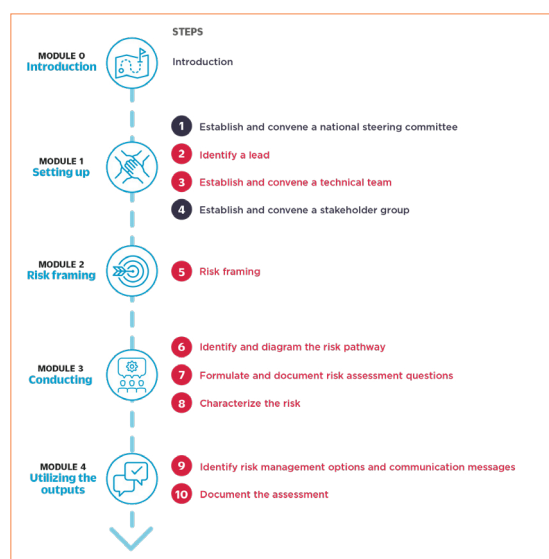 STEPS
MODULE 0
Introduction
Introduction
MODULE 1
Setting up
1 Establish and convene a national steering committee
2 Identify a lead
3 Establish and convene a technical team
4 Establish and convene a stakeholder group
MODULE 2
Risk framing
5 Risk framing
MODULE 3
Conducting
6 Identify and diagram the risk pathway
7 Formulate and document risk assessment questions
8 Characterize the risk
MODULE 4
Utilizing the
outputs
9 Identify risk management options and communication messages
10 Document the assessment